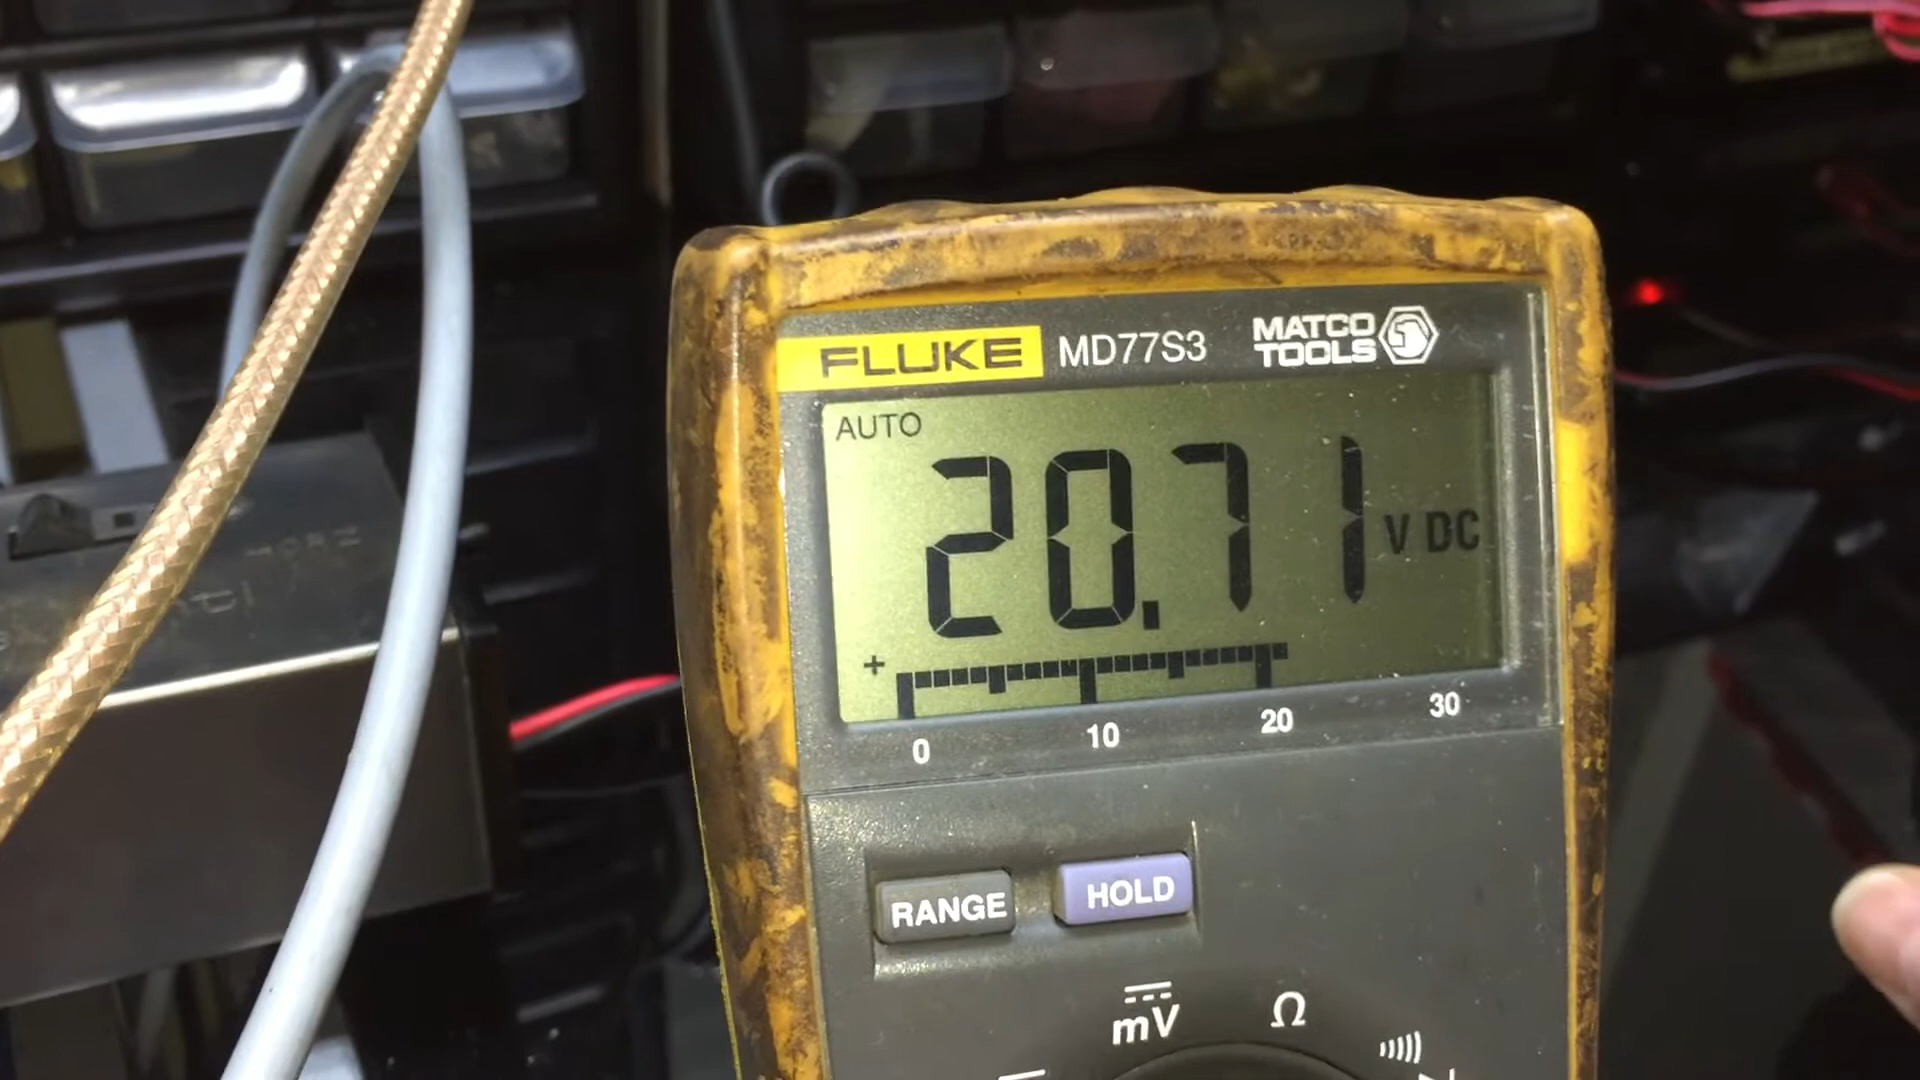 FLUKE MD77S3 MATCO TOOLS
AUTO
20.71 V DC
+
0 10 20 30
RANGE HOLD
mV Ω